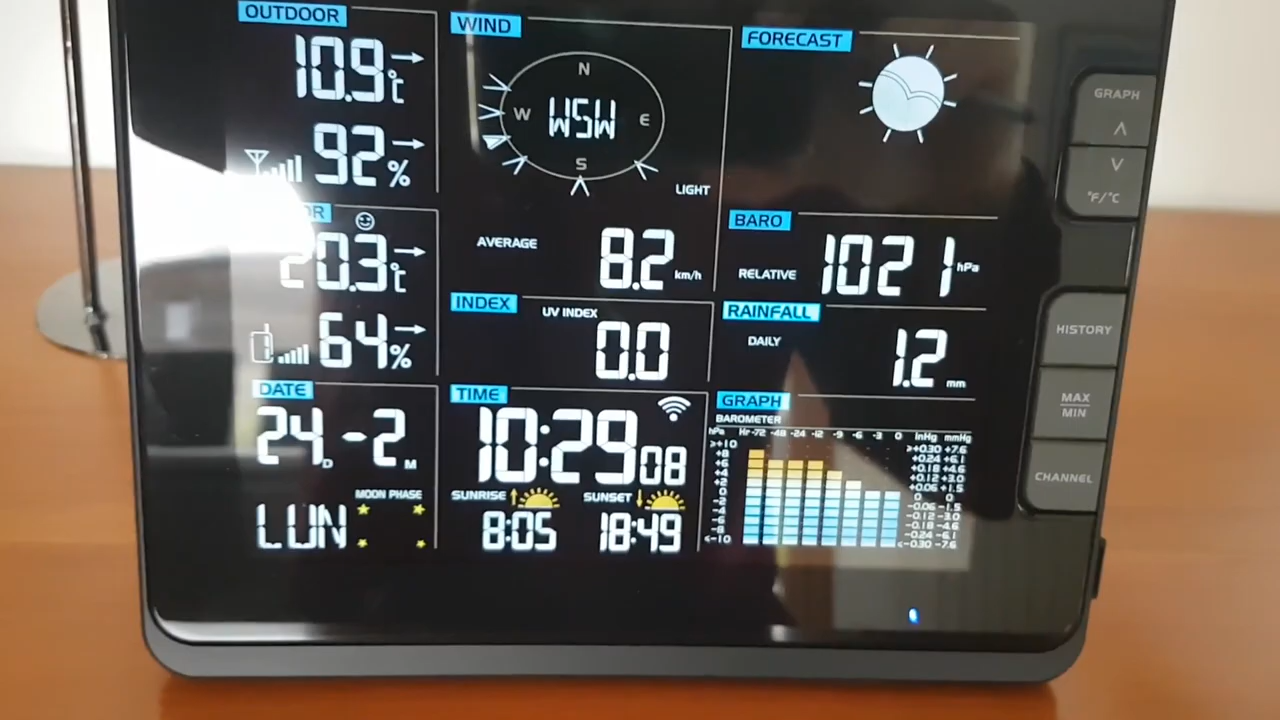 OUTDOOR
10.9°C
92%
20.3°C
64%
DATE
24D -2M
MOON PHASE
LUN
WIND
N
W WSW E
S
LIGHT
AVERAGE 8.2 km/h
INDEX
UV INDEX
0.0
TIME
10:29 08
SUNRISE SUNSET
8:05 18:49
FORECAST
BARO
RELATIVE 1021 hPa
RAINFALL
DAILY
1.2 mm
GRAPH
BAROMETER
hPa Hr -72 -48 -24 -12 -9 -6 -3 0 inHg mmHg
>+10 >+0.30 +7.6
+8 +0.24 +6.1
+6 +0.18 +4.6
+4 +0.12 +3.0
+2 +0.06 +1.5
0 0 0
-2 -0.06 -1.5
-4 -0.12 -3.0
-6 -0.18 -4.6
-8 -0.24 -6.1
<-10 <-0.30 -7.6
GRAPH
°F/°C
HISTORY
MAX
MIN
CHANNEL